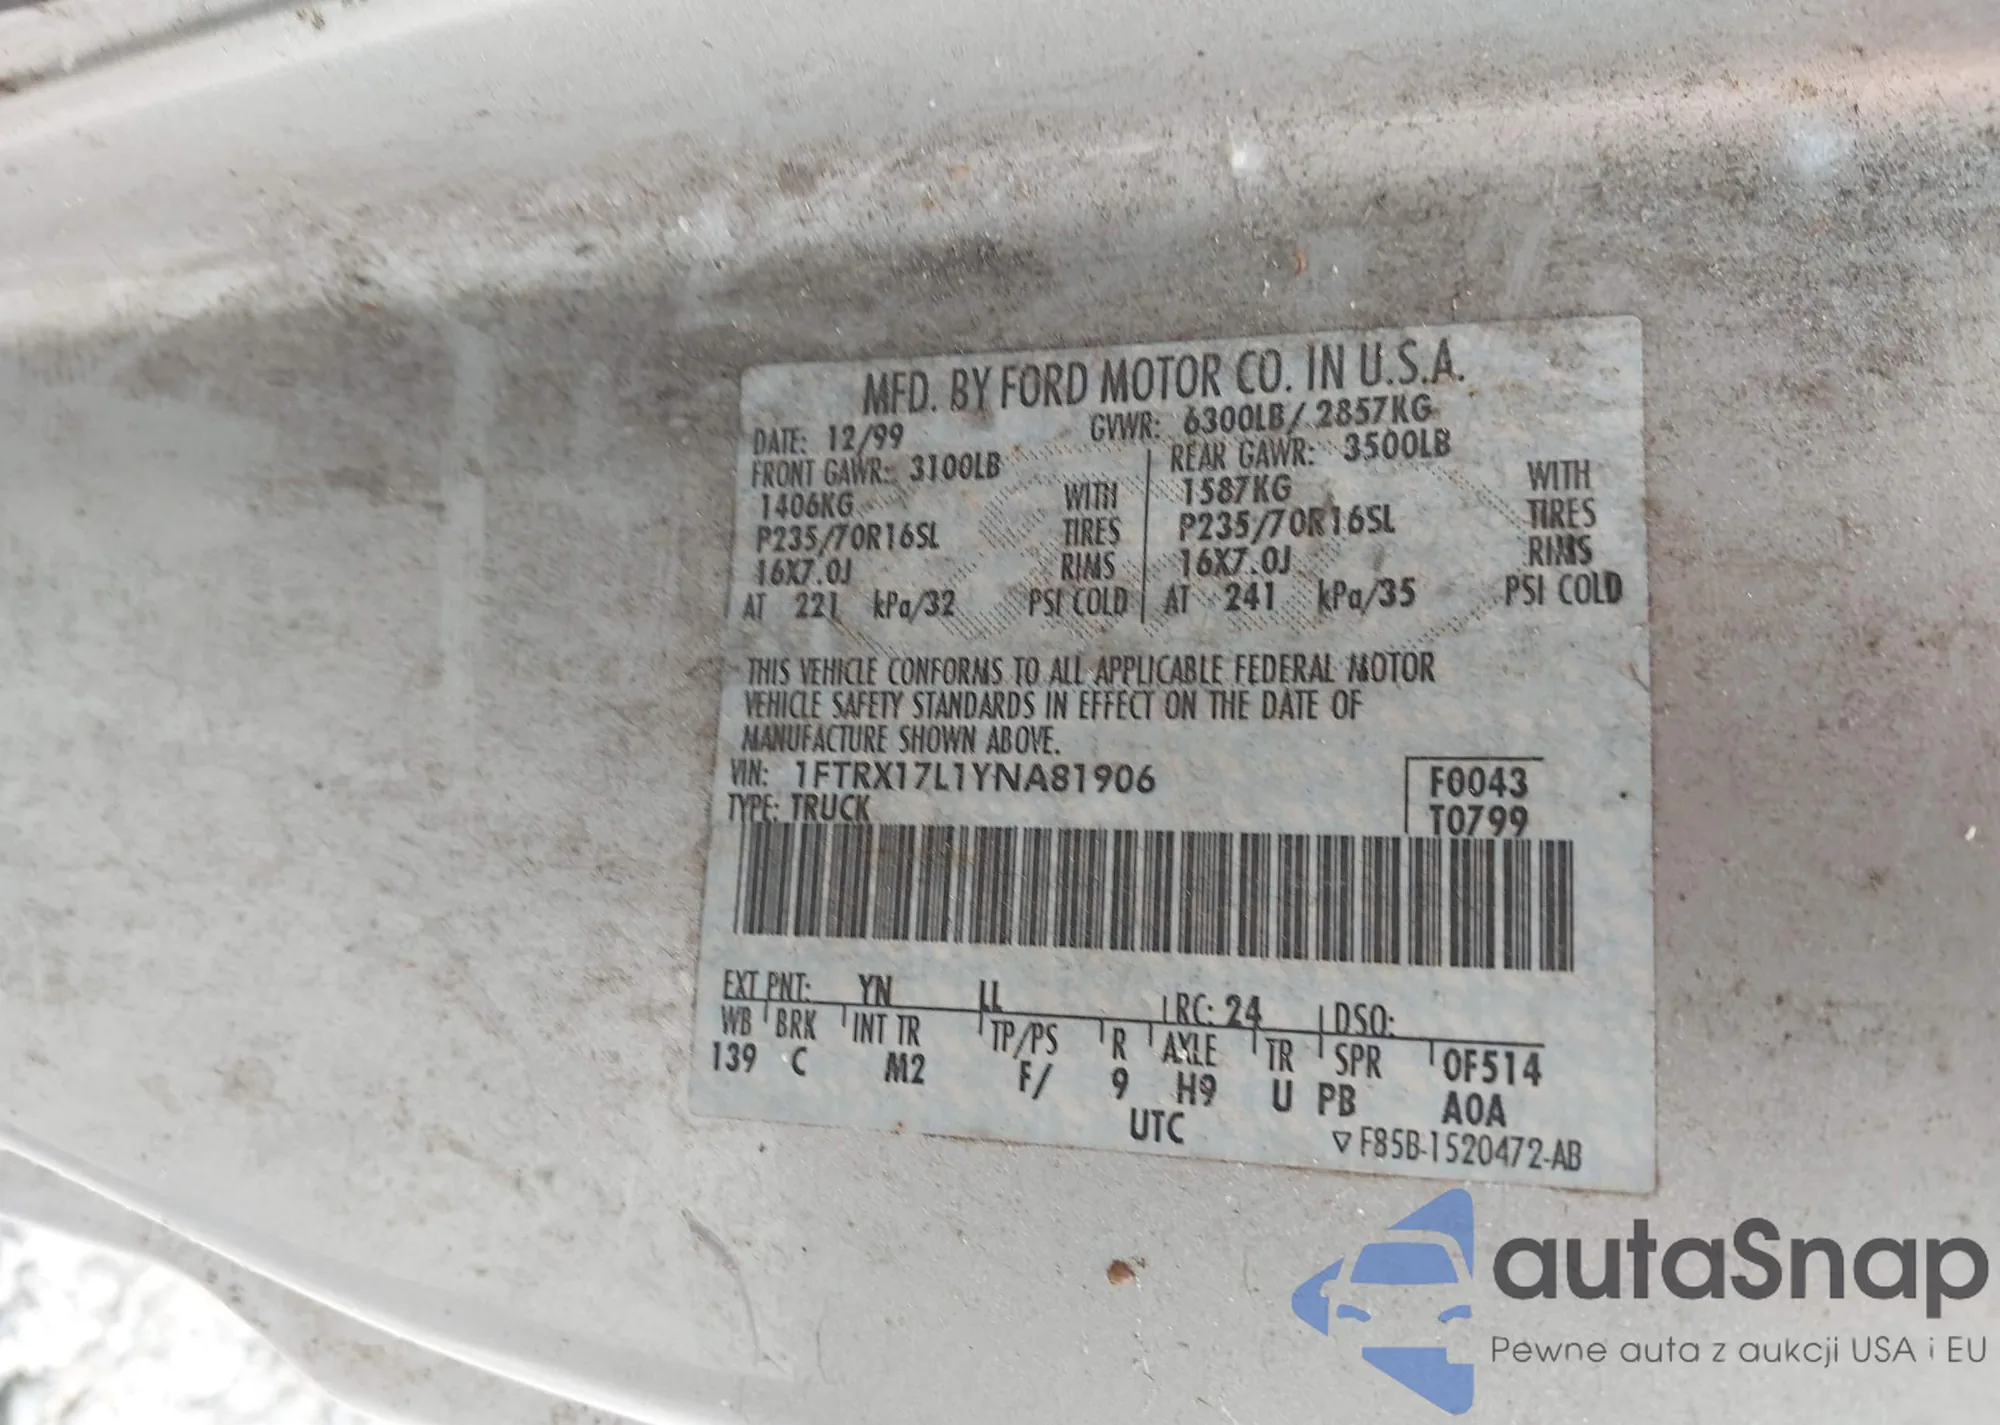 MFD. BY FORD MOTOR CO. IN U.S.A.
DATE: 12/99 GVWR: 6300LB/ 2857KG
FRONT GAWR: 3100LB REAR GAWR: 3500LB
1406KG WITH 1587KG WITH
P235/70R16SL TIRES P235/70R16SL TIRES
16X7.0J RIMS 16X7.0J RIMS
AT 221 kPa/32 PSI COLD AT 241 kPa/35 PSI COLD
THIS VEHICLE CONFORMS TO ALL APPLICABLE FEDERAL MOTOR
VEHICLE SAFETY STANDARDS IN EFFECT ON THE DATE OF
MANUFACTURE SHOWN ABOVE.
VIN: 1FTRX17L1YNA81906 F0043
TYPE: TRUCK T0799
EXT PNT: YN LL RC: 24 DSO:
WB BRK INT TR TP/PS R AXLE TR SPR 0F514
139 C M2 F/ 9 H9 U PB A0A
UTC
▽ F85B-1520472-AB
autaSnap
Pewne auta z aukcji USA i EU